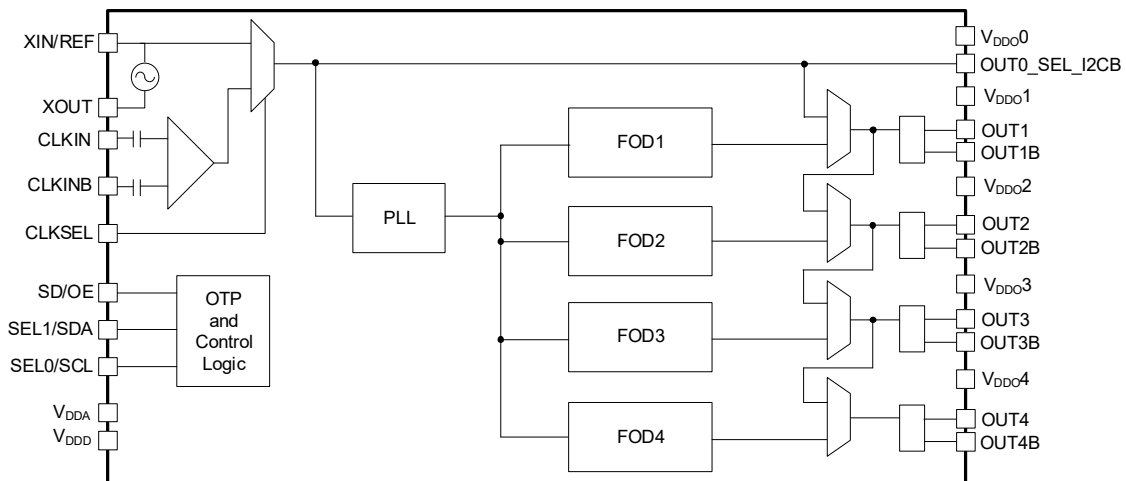 XIN/REF
XOUT
CLKIN
CLKINB
CLKSEL
SD/OE
SEL1/SDA
SEL0/SCL
VDDA
VDDD
OTP
and
Control
Logic
PLL
FOD1
FOD2
FOD3
FOD4
VDDO0
OUT0_SEL_I2CB
VDDO1
OUT1
OUT1B
VDDO2
OUT2
OUT2B
VDDO3
OUT3
OUT3B
VDDO4
OUT4
OUT4B